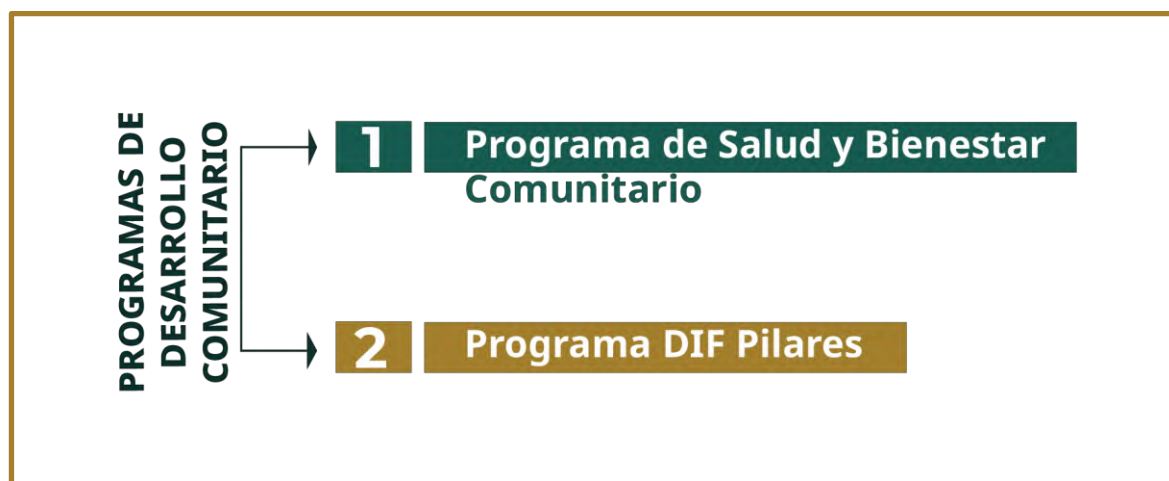 PROGRAMAS DE
DESARROLLO
COMUNITARIO
1
Programa de Salud y Bienestar
Comunitario
2
Programa DIF Pilares